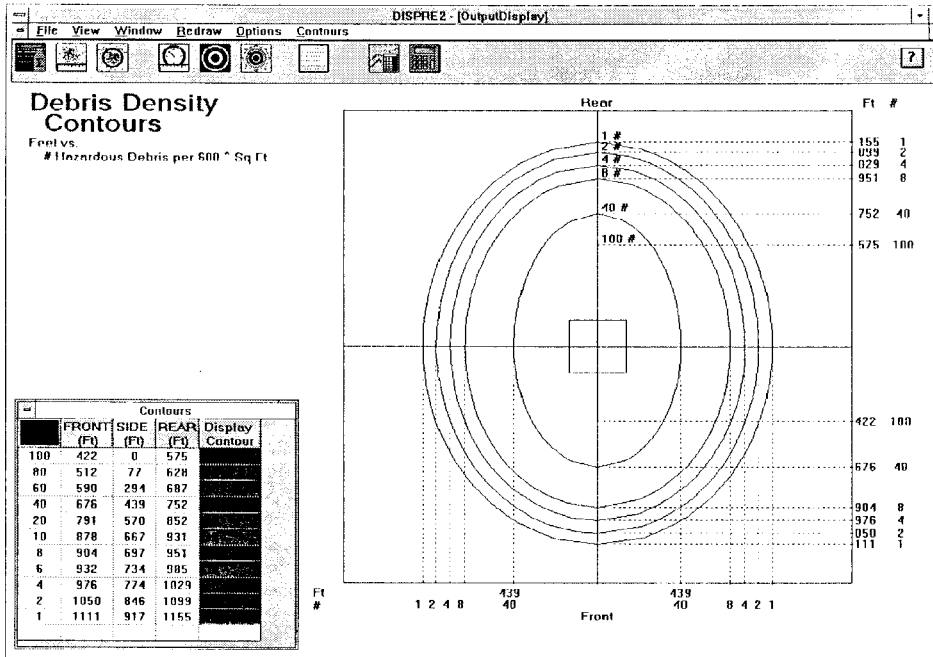 DISPRE2 - [OutputDisplay]
File View Window Redraw Options Contours
?
Debris Density
Contours
Feet vs.
# Hazardous Debris per 600 ^ Sq Ft
Rear
Ft #
1 #
2 #
4 #
8 #
40 #
100 #
155 1
099 2
029 4
951 8
752 40
575 100
422 100
676 40
904 8
976 4
050 2
111 1
Ft 439 439
# 1 2 4 8 40 40 8 4 2 1
Front
Contours
FRONT SIDE REAR Display
(Ft) (Ft) (Ft) Contour
100 422 0 575
80 512 77 628
60 590 294 687
40 676 439 752
20 791 570 852
10 878 667 931
8 904 697 951
6 932 734 985
4 976 774 1029
2 1050 846 1099
1 1111 917 1155